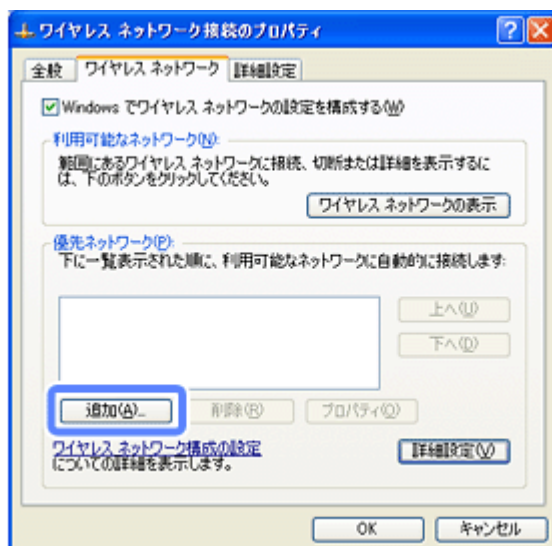 ワイヤレス ネットワーク接続のプロパティ
全般 ワイヤレス ネットワーク 詳細設定
Windows でワイヤレス ネットワークの設定を構成する(W)
利用可能なネットワーク(N):
範囲にあるワイヤレス ネットワークに接続、切断または詳細を表示するに
は、下のボタンをクリックしてください。
ワイヤレス ネットワークの表示
優先ネットワーク(P):
下に一覧表示された順に、利用可能なネットワークに自動的に接続します:
上へ(U)
下へ(D)
追加(A)... 削除(R) プロパティ(O)
ワイヤレス ネットワーク構成の設定
についての詳細を表示します。
詳細設定(V)
OK キャンセル